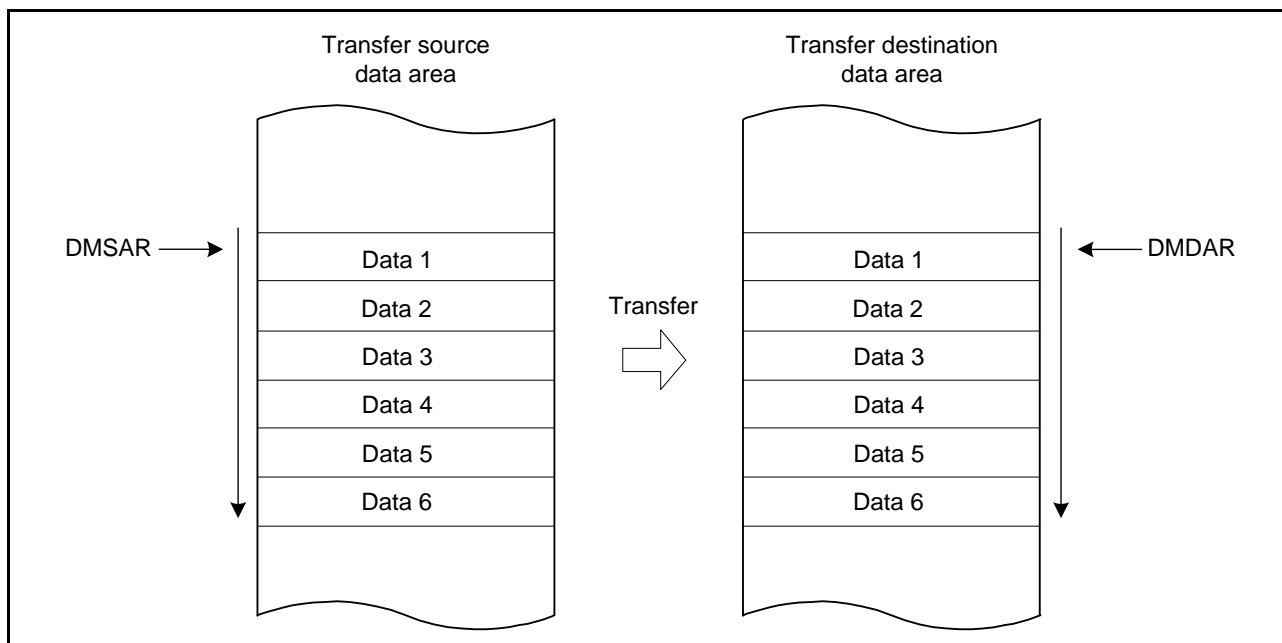 Transfer source
data area
Transfer destination
data area
DMSAR
DMDAR
Data 1
Data 2
Data 3
Data 4
Data 5
Data 6
Transfer
Data 1
Data 2
Data 3
Data 4
Data 5
Data 6